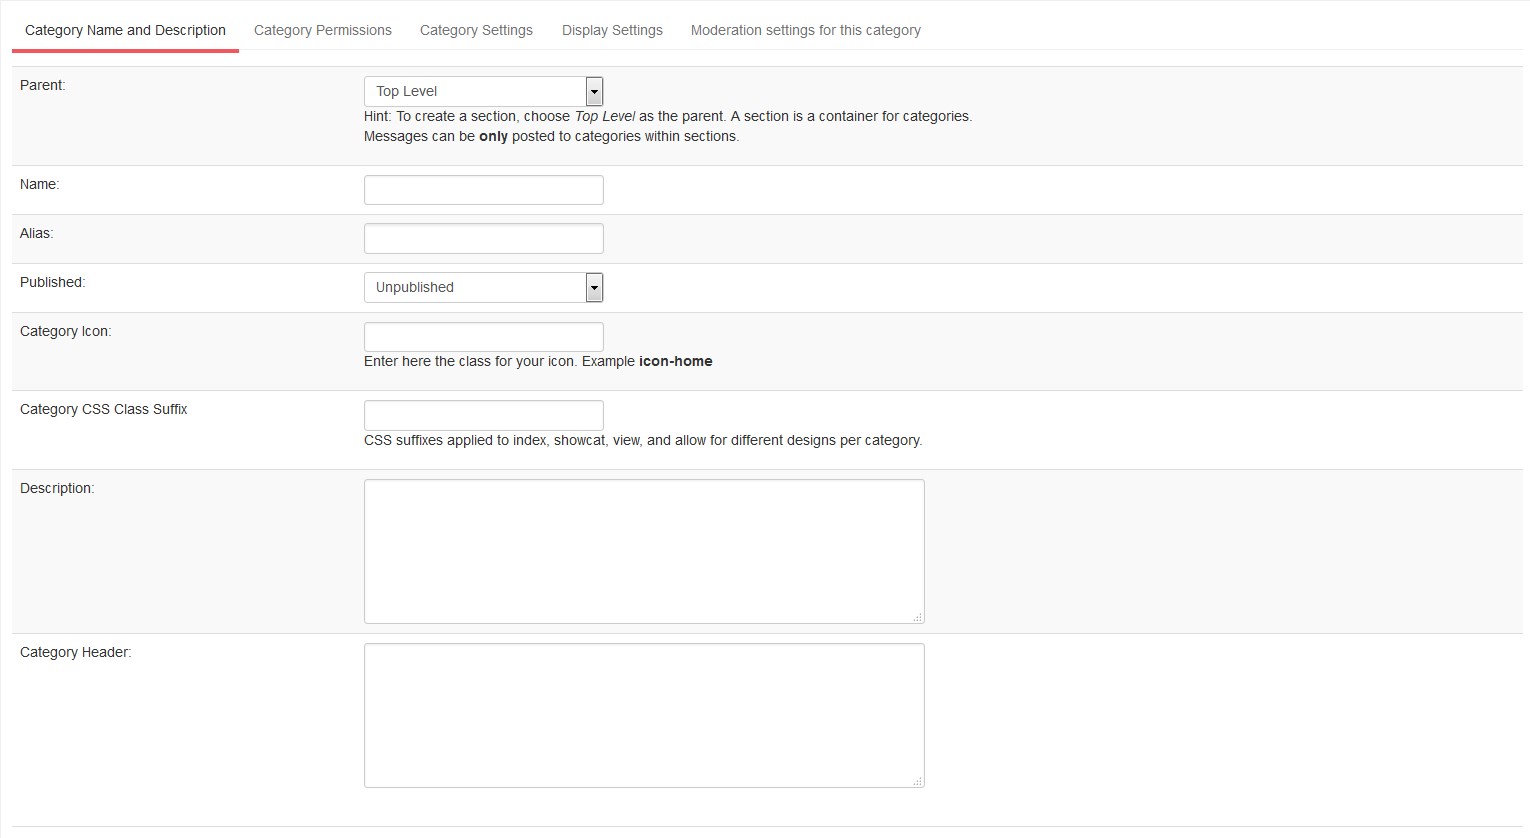 Category Name and Description Category Permissions Category Settings Display Settings Moderation settings for this category
Parent: Top Level
Hint: To create a section, choose Top Level as the parent. A section is a container for categories.
Messages can be only posted to categories within sections.
Name:
Alias:
Published: Unpublished
Category Icon:
Enter here the class for your icon. Example icon-home
Category CSS Class Suffix
CSS suffixes applied to index, showcat, view, and allow for different designs per category.
Description:
Category Header: